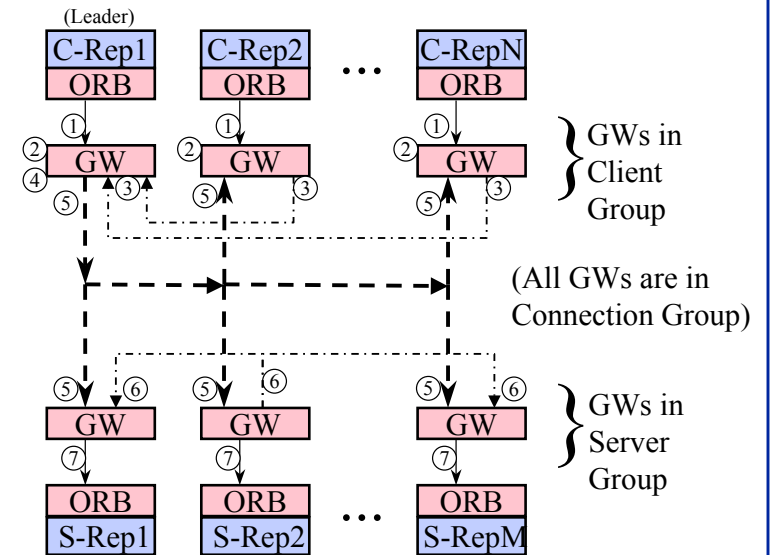 (Leader)
C-Rep1 C-Rep2 ... C-RepN
ORB ORB ORB
① ① ①
② GW ② GW ② GW
④ ③ ③ ③
⑤ ⑤ ⑤
} GWs in
Client
Group
(All GWs are in
Connection Group)
⑤ ⑥ ⑤ ⑥ ⑤ ⑥
GW GW GW
} GWs in
Server
Group
⑦ ⑦ ⑦
ORB ORB ORB
S-Rep1 S-Rep2 ... S-RepM